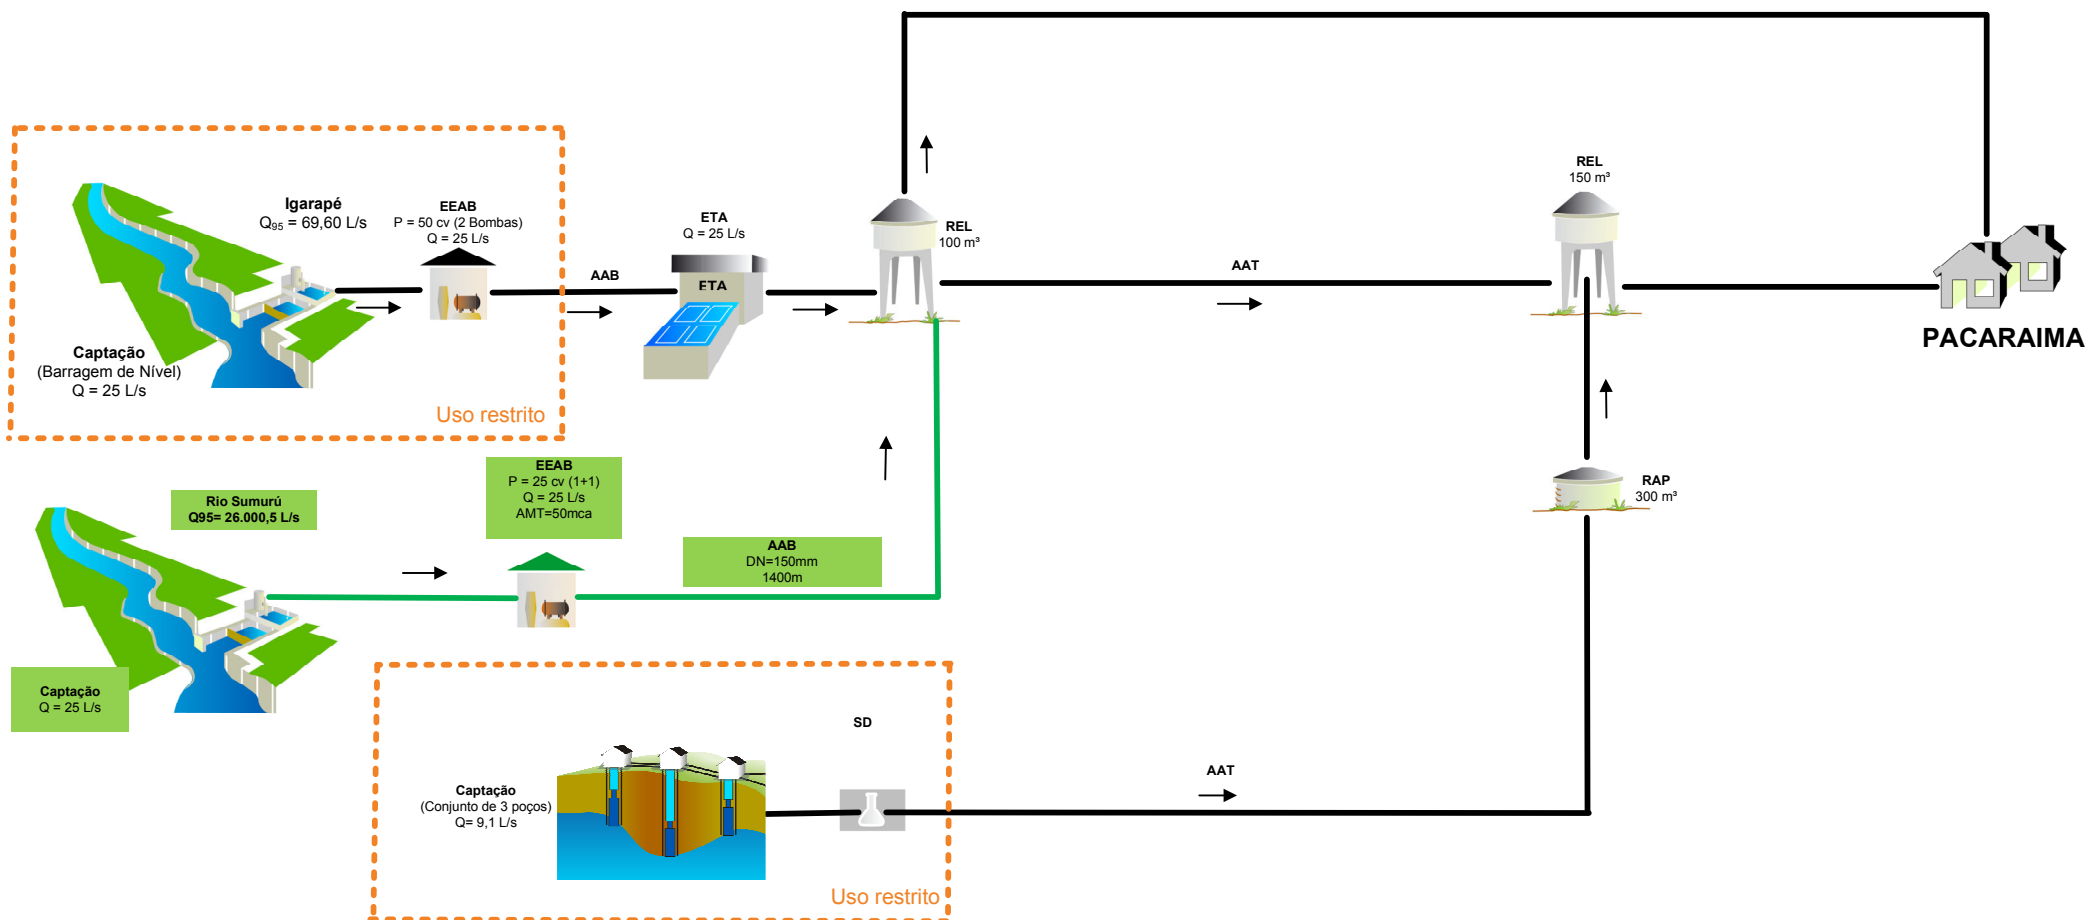 REL
150 m³
Igarapé
Q₉₅ = 69,60 L/s
EEAB
P = 50 cv (2 Bombas)
Q = 25 L/s
ETA
Q = 25 L/s
REL
100 m³
AAB
AAT
ETA
PACARAIMA
Captação
(Barragem de Nível)
Q = 25 L/s
Uso restrito
EEAB
P = 25 cv (1+1)
Q = 25 L/s
AMT=50mca
RAP
300 m³
Rio Sumurú
Q95= 26.000,5 L/s
AAB
DN=150mm
1400m
Captação
Q = 25 L/s
SD
AAT
Captação
(Conjunto de 3 poços)
Q= 9,1 L/s
Uso restrito